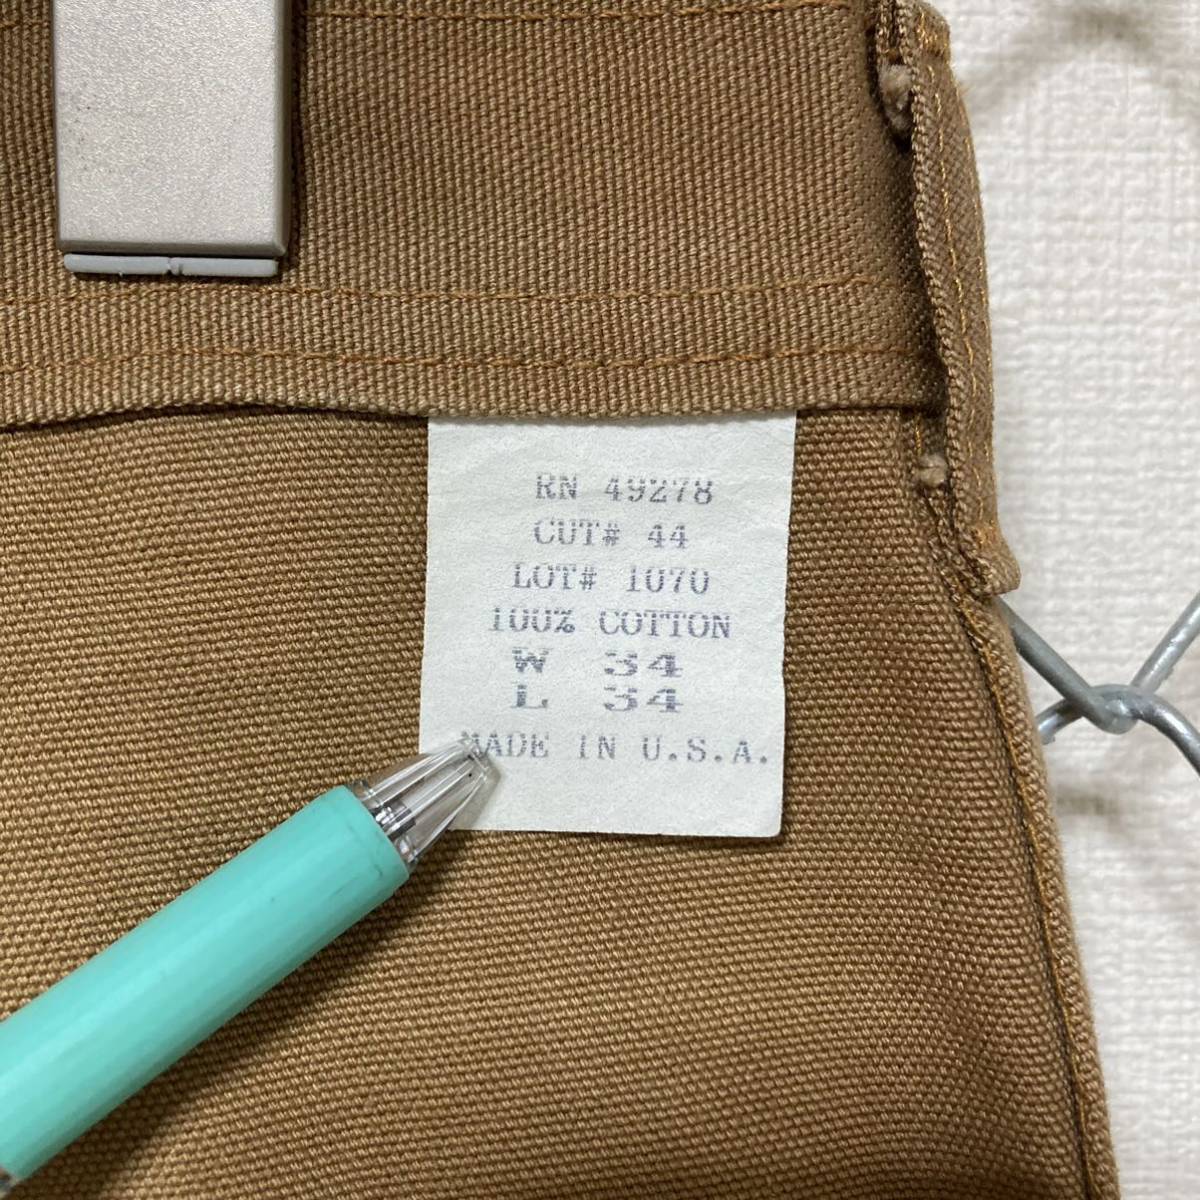 RN 49278
CUT# 44
LOT# 1070
100% COTTON
W 34
L 34
MADE IN U.S.A.